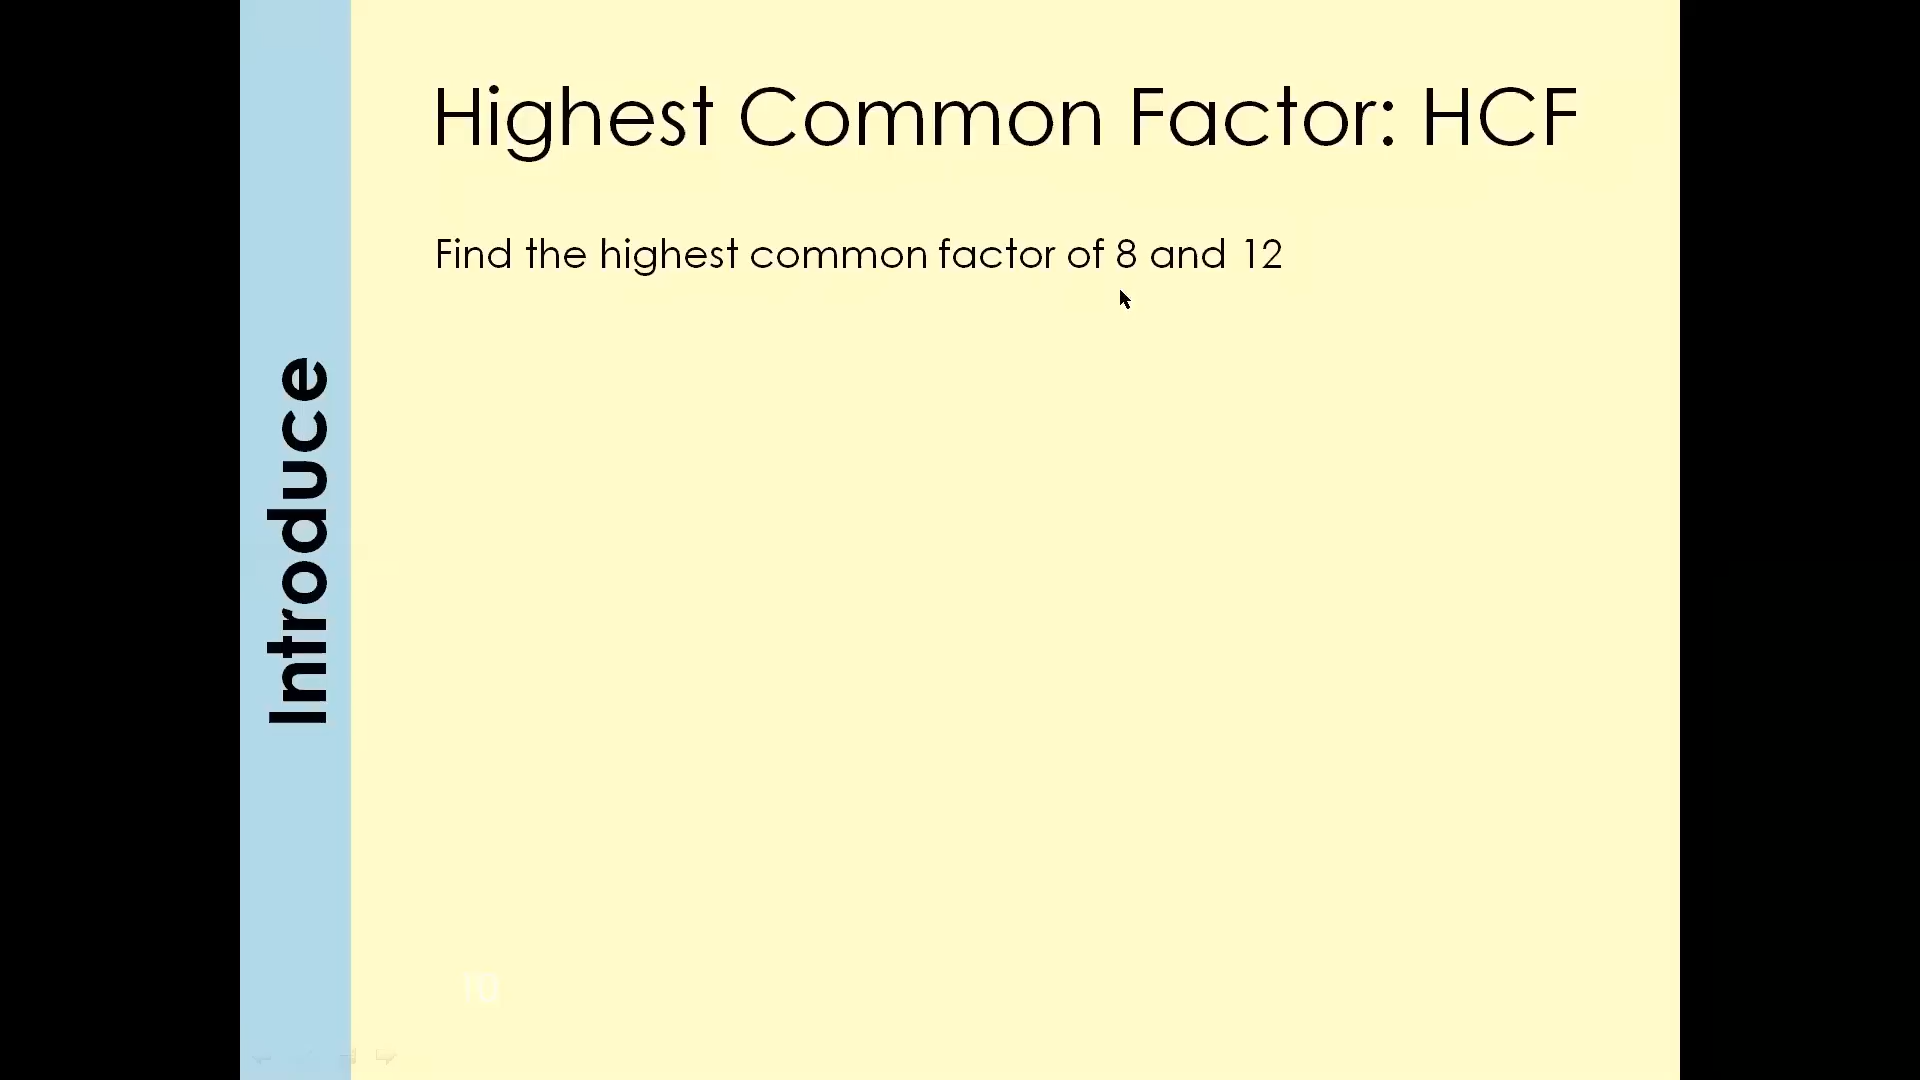 Highest Common Factor: HCF
Find the highest common factor of 8 and 12
Introduce